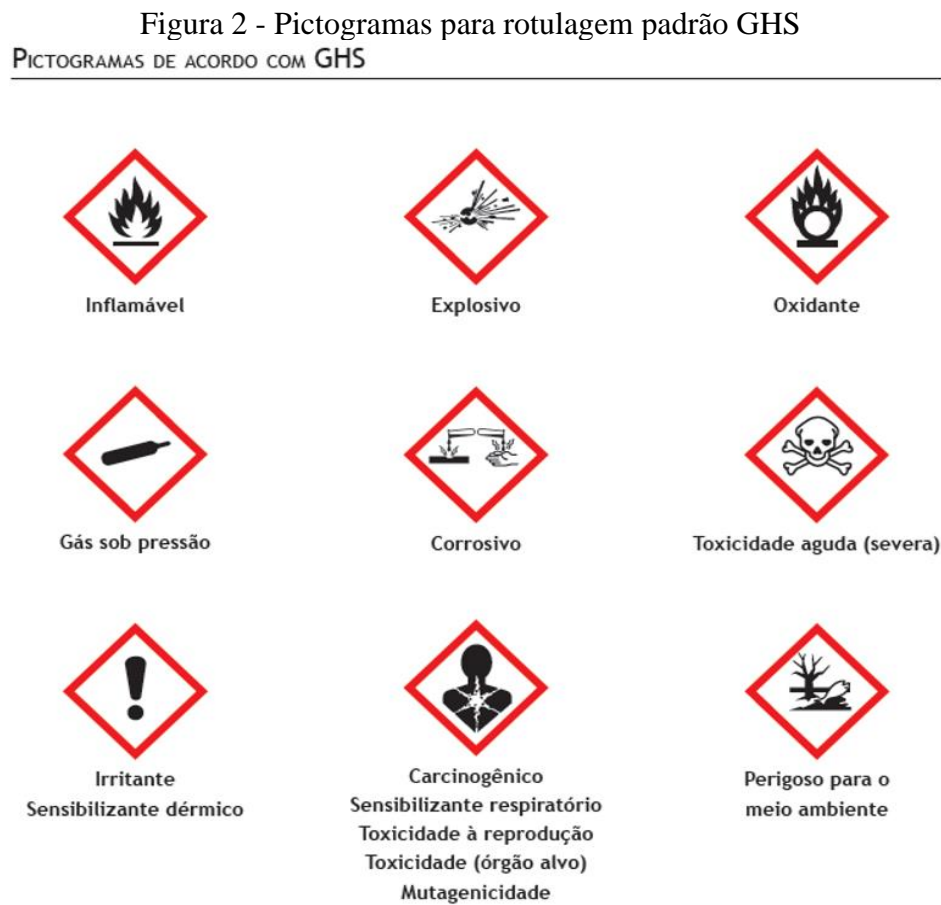 Figura 2 - Pictogramas para rotulagem padrão GHS
PICTOGRAMAS DE ACORDO COM GHS
Inflamável
Explosivo
Oxidante
Gás sob pressão
Corrosivo
Toxicidade aguda (severa)
Irritante
Sensibilizante dérmico
Carcinogênico
Sensibilizante respiratório
Toxicidade à reprodução
Toxicidade (órgão alvo)
Mutagenicidade
Perigoso para o
meio ambiente